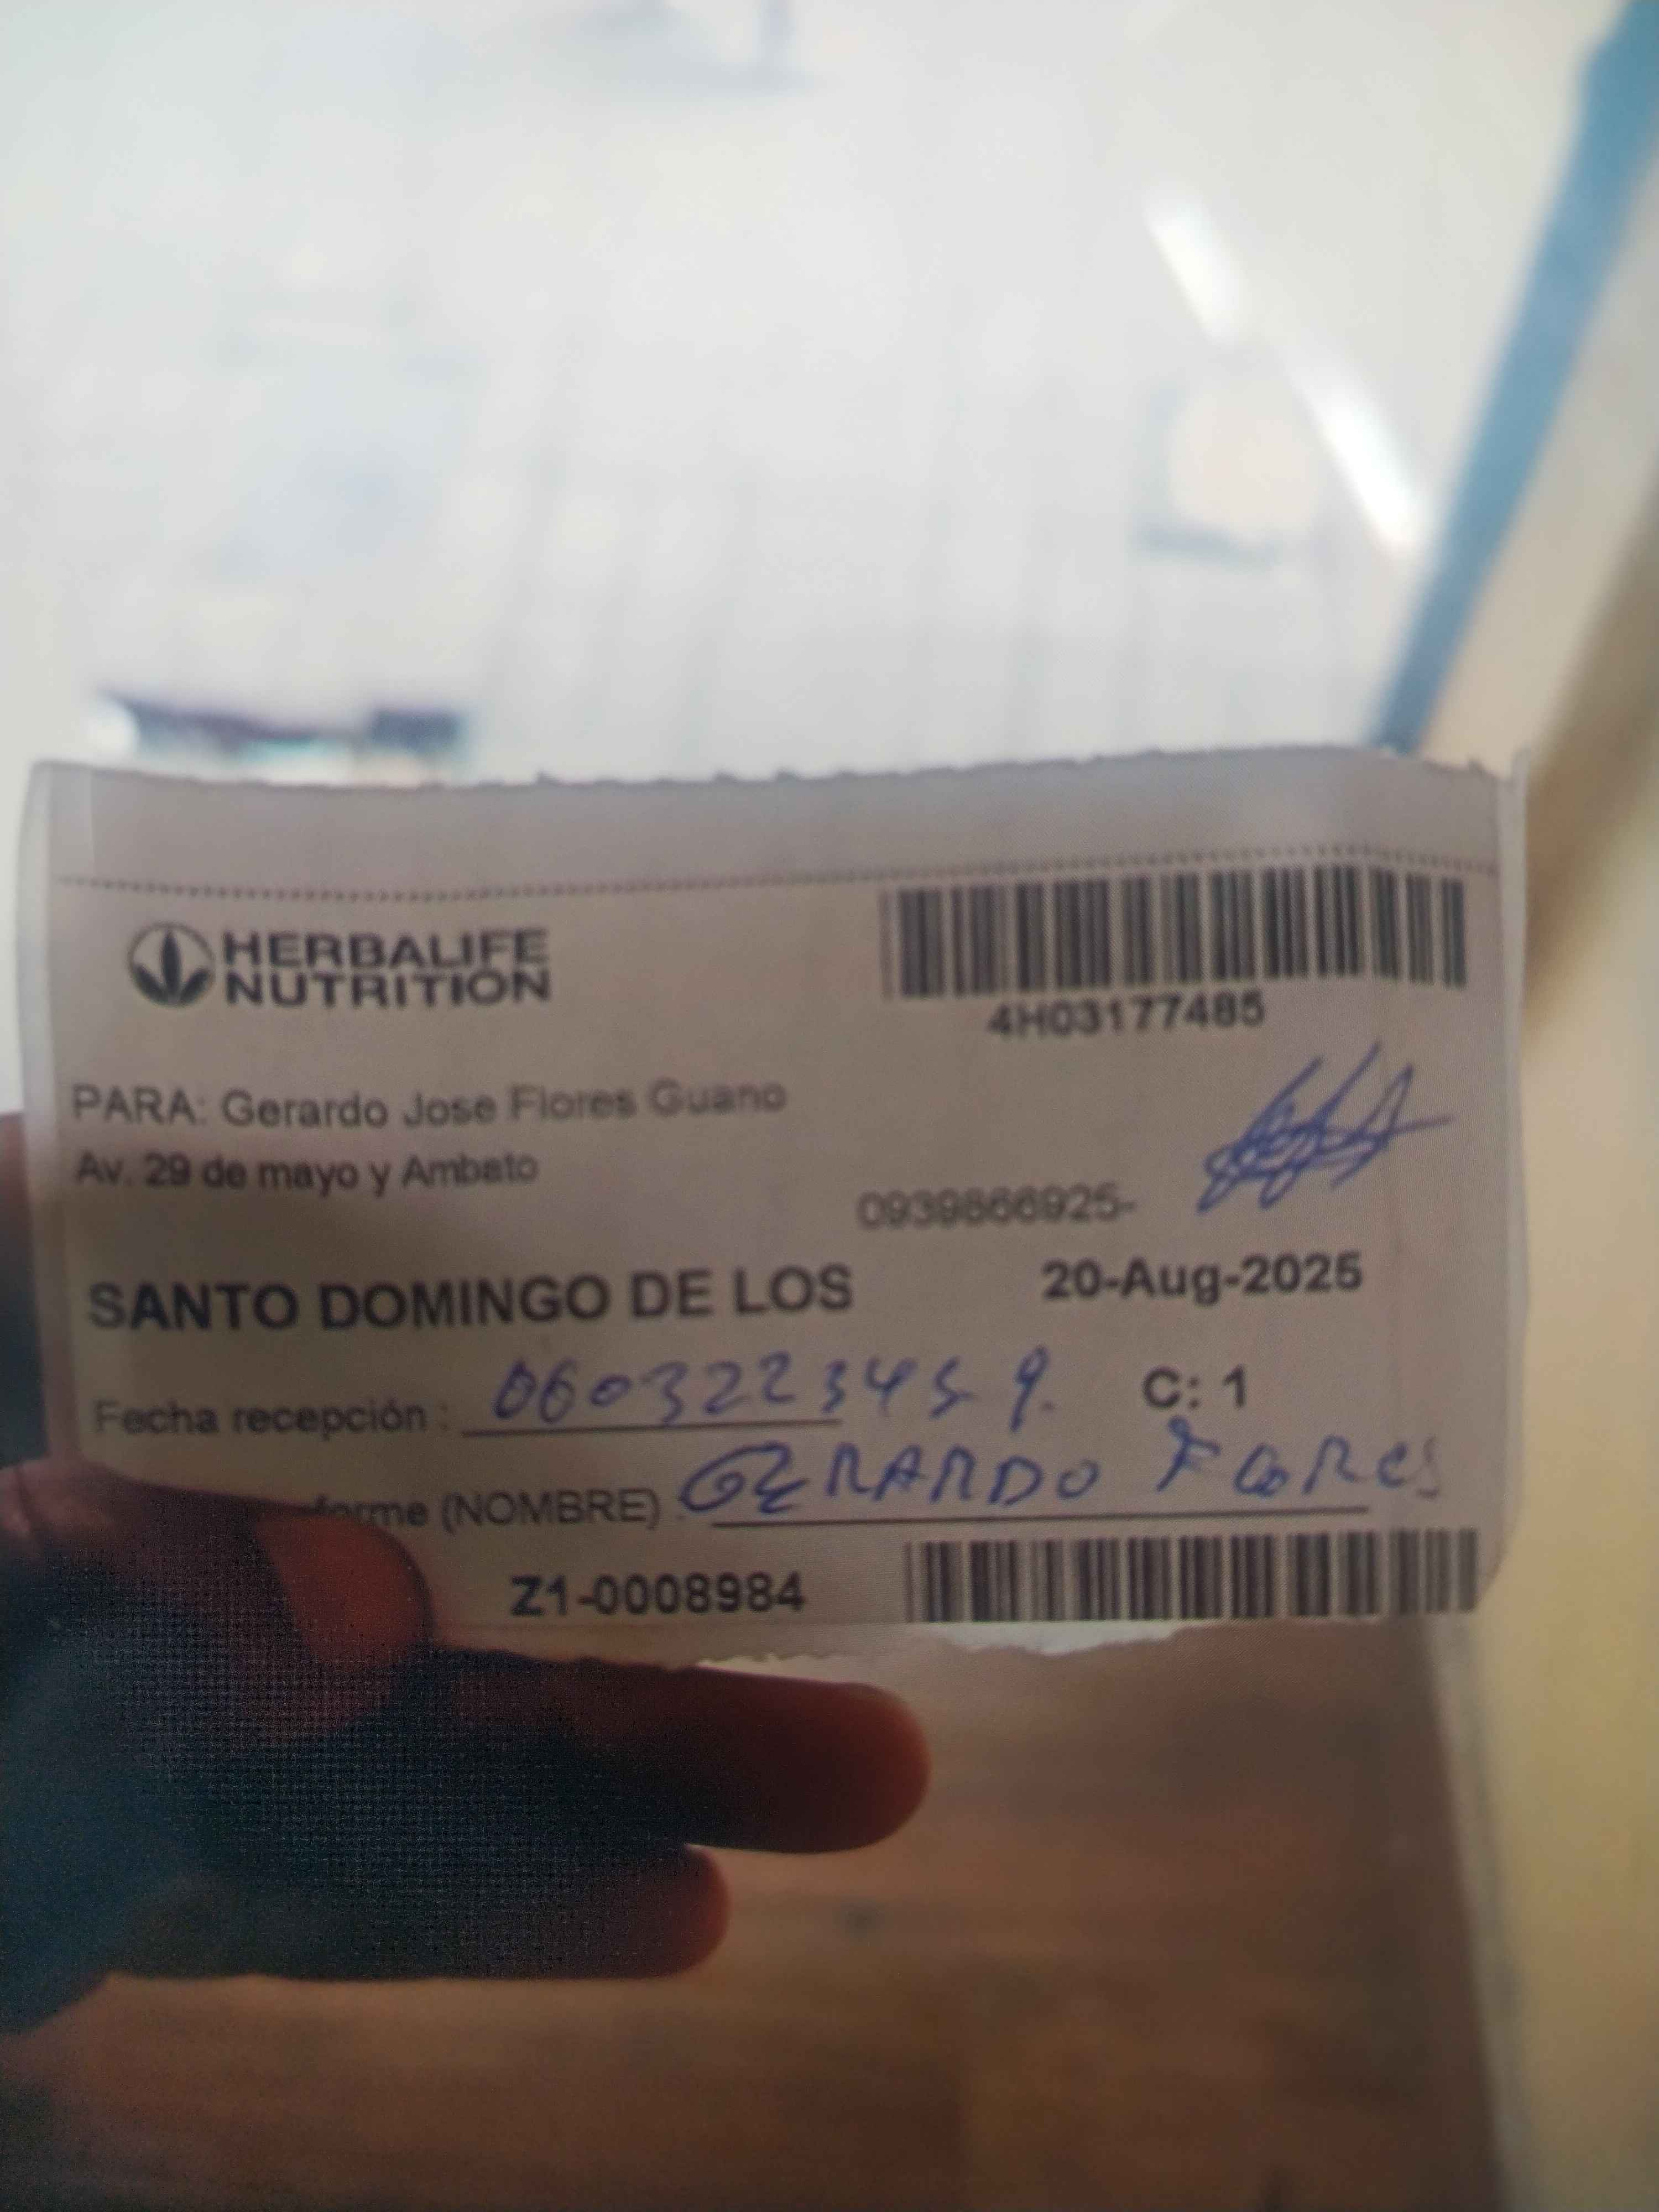 HERBALIFE
NUTRITION
4H03177485
PARA: Gerardo Jose Flores Guano
Av. 29 de mayo y Ambato
0939866925-
SANTO DOMINGO DE LOS 20-Aug-2025
Fecha recepción : 0603223459. C: 1
forme (NOMBRE) : GERARDO FLORES
Z1-0008984